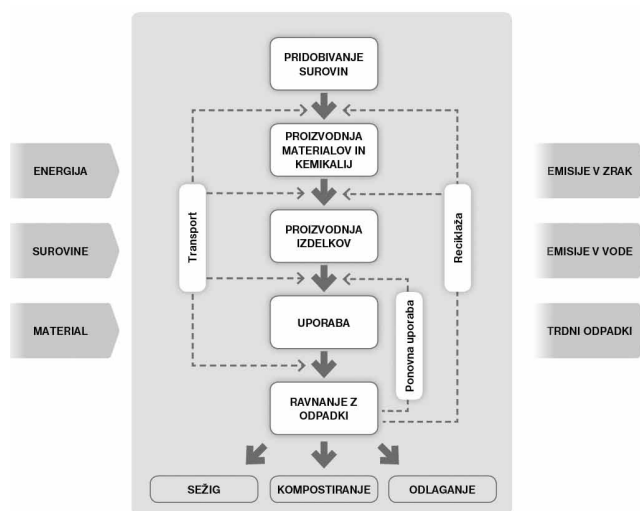 PRIDOBIVANJE
SUROVIN
PROIZVODNJA
MATERIALOV IN
KEMIKALIJ
ENERGIJA
EMISIJE V ZRAK
Transport
Reciklaža
PROIZVODNJA
IZDELKOV
SUROVINE
EMISIJE V VODE
UPORABA
Ponovna uporaba
MATERIAL
TRDNI ODPADKI
RAVNANJE Z
ODPADKI
SEŽIG
KOMPOSTIRANJE
ODLAGANJE